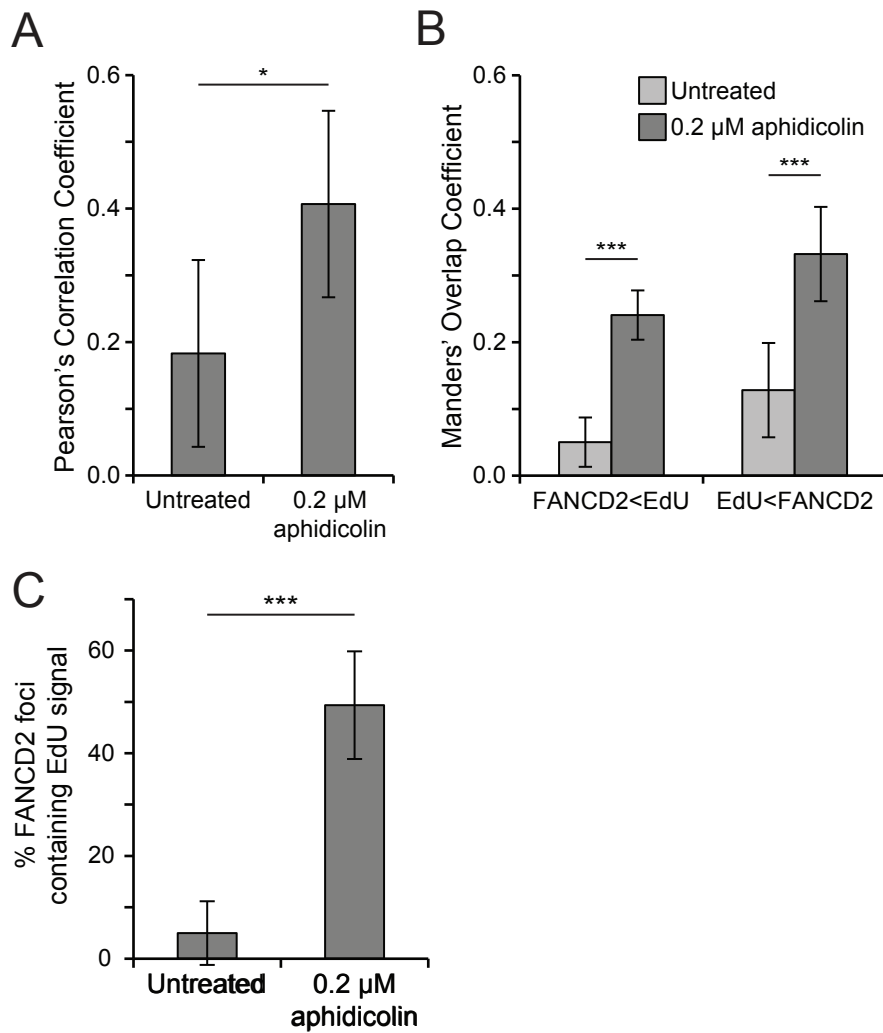 A
Pearson's Correlation Coefficient
0.6
0.4
0.2
0.0
*
Untreated
0.2 μM
aphidicolin
B
Manders' Overlap Coefficient
0.6
0.4
0.2
0.0
Untreated
0.2 μM aphidicolin
***
***
FANCD2<EdU
EdU<FANCD2
C
% FANCD2 foci
containing EdU signal
60
40
20
0
***
Untreated
0.2 μM
aphidicolin